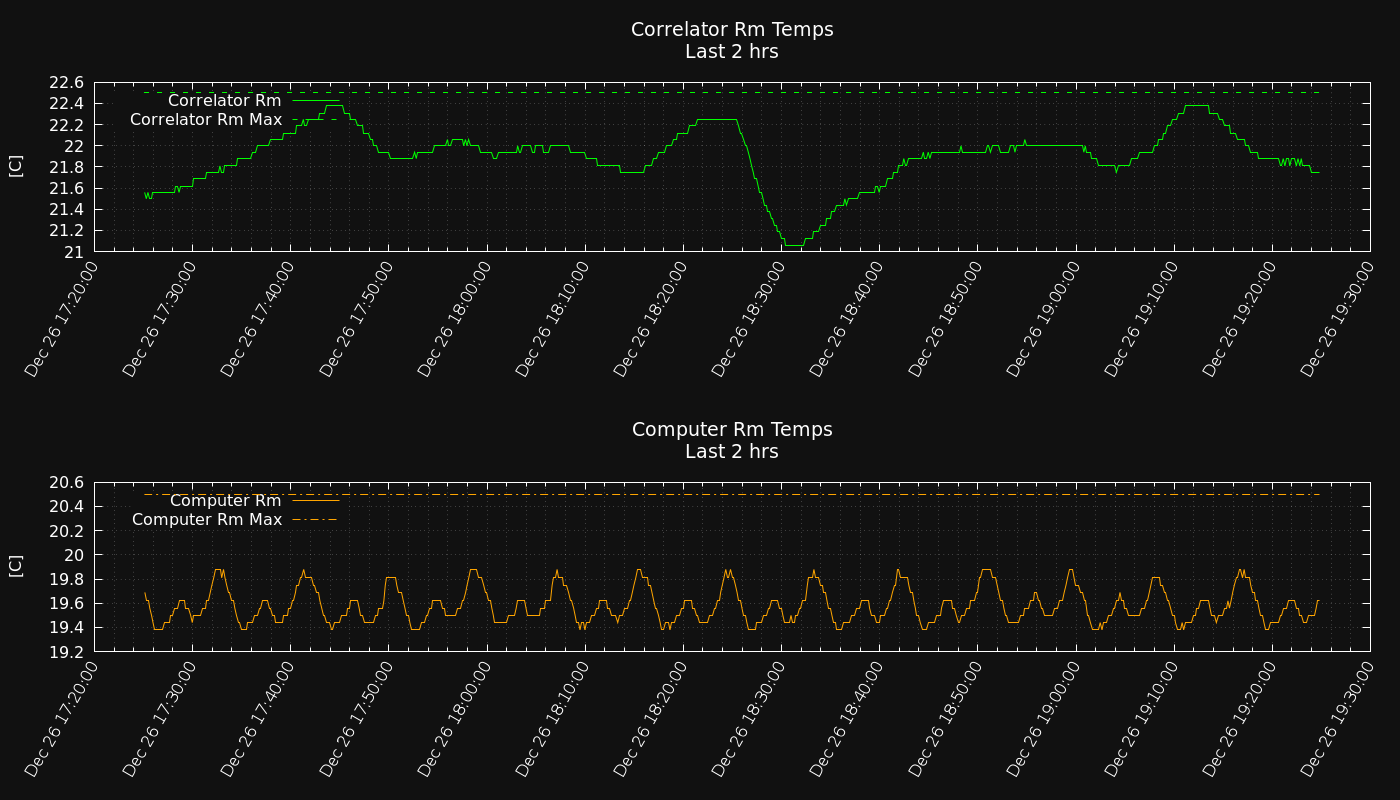 Correlator Rm Temps
Last 2 hrs
22.6
22.4
22.2
22
21.8
21.6
21.4
21.2
21
[C]
Correlator Rm
Correlator Rm Max
Dec 26 17:20:00
Dec 26 17:30:00
Dec 26 17:40:00
Dec 26 17:50:00
Dec 26 18:00:00
Dec 26 18:10:00
Dec 26 18:20:00
Dec 26 18:30:00
Dec 26 18:40:00
Dec 26 18:50:00
Dec 26 19:00:00
Dec 26 19:10:00
Dec 26 19:20:00
Dec 26 19:30:00
Computer Rm Temps
Last 2 hrs
20.6
20.4
20.2
20
19.8
19.6
19.4
19.2
[C]
Computer Rm
Computer Rm Max
Dec 26 17:20:00
Dec 26 17:30:00
Dec 26 17:40:00
Dec 26 17:50:00
Dec 26 18:00:00
Dec 26 18:10:00
Dec 26 18:20:00
Dec 26 18:30:00
Dec 26 18:40:00
Dec 26 18:50:00
Dec 26 19:00:00
Dec 26 19:10:00
Dec 26 19:20:00
Dec 26 19:30:00